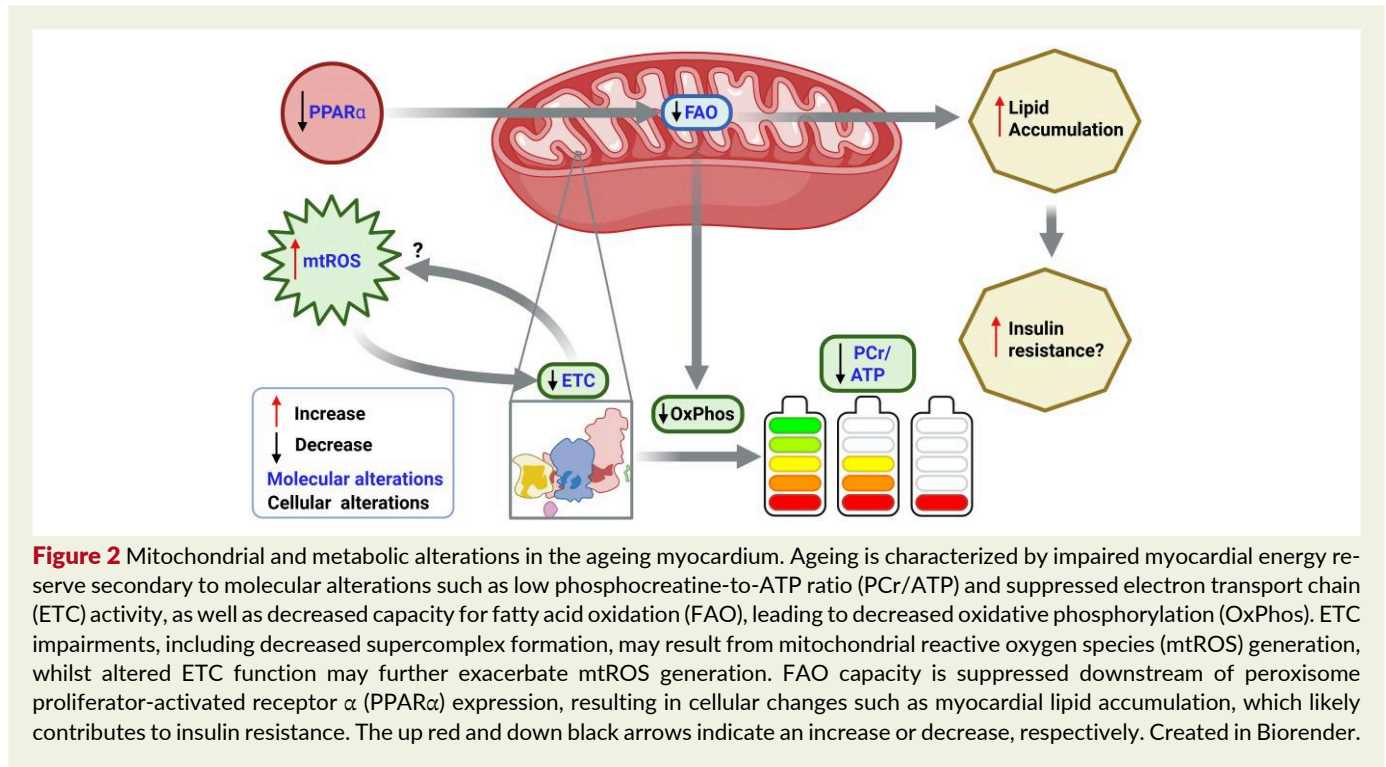 PPARα
FAO
Lipid
Accumulation
mtROS
?
ETC
Insulin
resistance?
PCr/
ATP
OxPhos
Increase
Decrease
Molecular alterations
Cellular alterations
Figure 2 Mitochondrial and metabolic alterations in the ageing myocardium. Ageing is characterized by impaired myocardial energy re-
serve secondary to molecular alterations such as low phosphocreatine-to-ATP ratio (PCr/ATP) and suppressed electron transport chain
(ETC) activity, as well as decreased capacity for fatty acid oxidation (FAO), leading to decreased oxidative phosphorylation (OxPhos). ETC
impairments, including decreased supercomplex formation, may result from mitochondrial reactive oxygen species (mtROS) generation,
whilst altered ETC function may further exacerbate mtROS generation. FAO capacity is suppressed downstream of peroxisome
proliferator-activated receptor α (PPARα) expression, resulting in cellular changes such as myocardial lipid accumulation, which likely
contributes to insulin resistance. The up red and down black arrows indicate an increase or decrease, respectively. Created in Biorender.